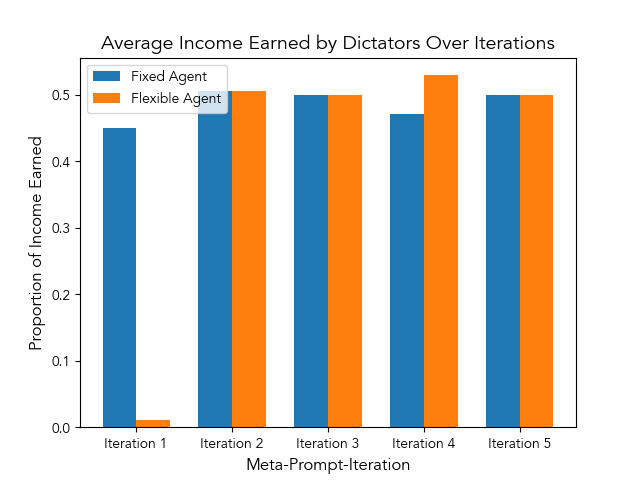 Average Income Earned by Dictators Over Iterations
Fixed Agent
Flexible Agent
Proportion of Income Earned
0.5
0.4
0.3
0.2
0.1
0.0
Iteration 1 Iteration 2 Iteration 3 Iteration 4 Iteration 5
Meta-Prompt-Iteration